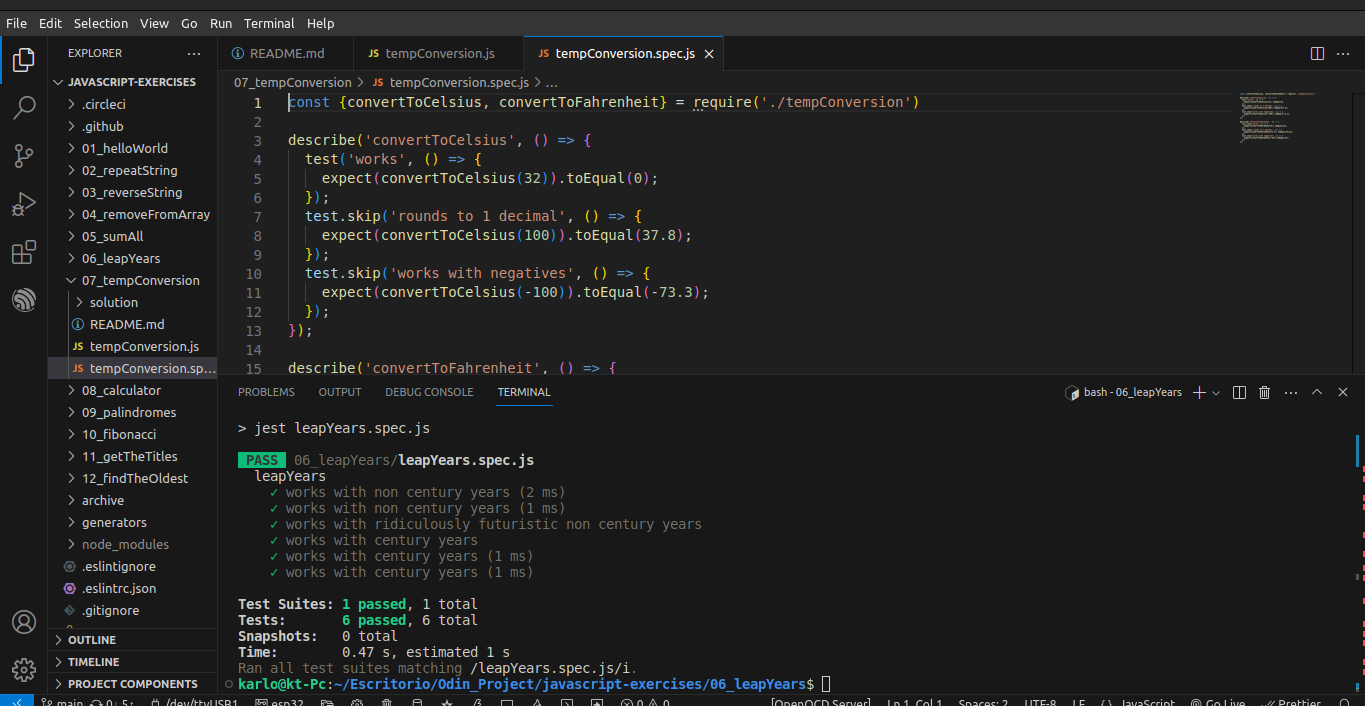 File Edit Selection View Go Run Terminal Help
EXPLORER
README.md
JS tempConversion.js
JS tempConversion.spec.js
07_tempConversion > JS tempConversion.spec.js > ...
JAVASCRIPT-EXERCISES
.circleci
.github
01_helloWorld
02_repeatString
03_reverseString
04_removeFromArray
05_sumAll
06_leapYears
07_tempConversion
solution
README.md
JS tempConversion.js
JS tempConversion.sp...
08_calculator
09_palindromes
10_fibonacci
11_getTheTitles
12_findTheOldest
archive
generators
node_modules
.eslintignore
.eslintrc.json
.gitignore
OUTLINE
TIMELINE
PROJECT COMPONENTS
1 const {convertToCelsius, convertToFahrenheit} = require('./tempConversion')
2
3 describe('convertToCelsius', () => {
4 test('works', () => {
5 expect(convertToCelsius(32)).toEqual(0);
6 });
7 test.skip('rounds to 1 decimal', () => {
8 expect(convertToCelsius(100)).toEqual(37.8);
9 });
10 test.skip('works with negatives', () => {
11 expect(convertToCelsius(-100)).toEqual(-73.3);
12 });
13 });
14
15 describe('convertToFahrenheit', () => {
PROBLEMS OUTPUT DEBUG CONSOLE TERMINAL
bash - 06_leapYears
> jest leapYears.spec.js
PASS 06_leapYears/leapYears.spec.js
leapYears
✓ works with non century years (2 ms)
✓ works with non century years (1 ms)
✓ works with ridiculously futuristic non century years
✓ works with century years
✓ works with century years (1 ms)
✓ works with century years (1 ms)
Test Suites: 1 passed, 1 total
Tests: 6 passed, 6 total
Snapshots: 0 total
Time: 0.47 s, estimated 1 s
Ran all test suites matching /leapYears.spec.js/i.
karlo@kt-Pc:~/Escritorio/Odin_Project/javascript-exercises/06_leapYears$
main 0↓ 5↑ /dev/ttyUSB1 esp32 0 0 [OpenOCD Server] Ln 1, Col 1 Spaces: 2 UTF-8 LF {} JavaScript Go Live Prettier